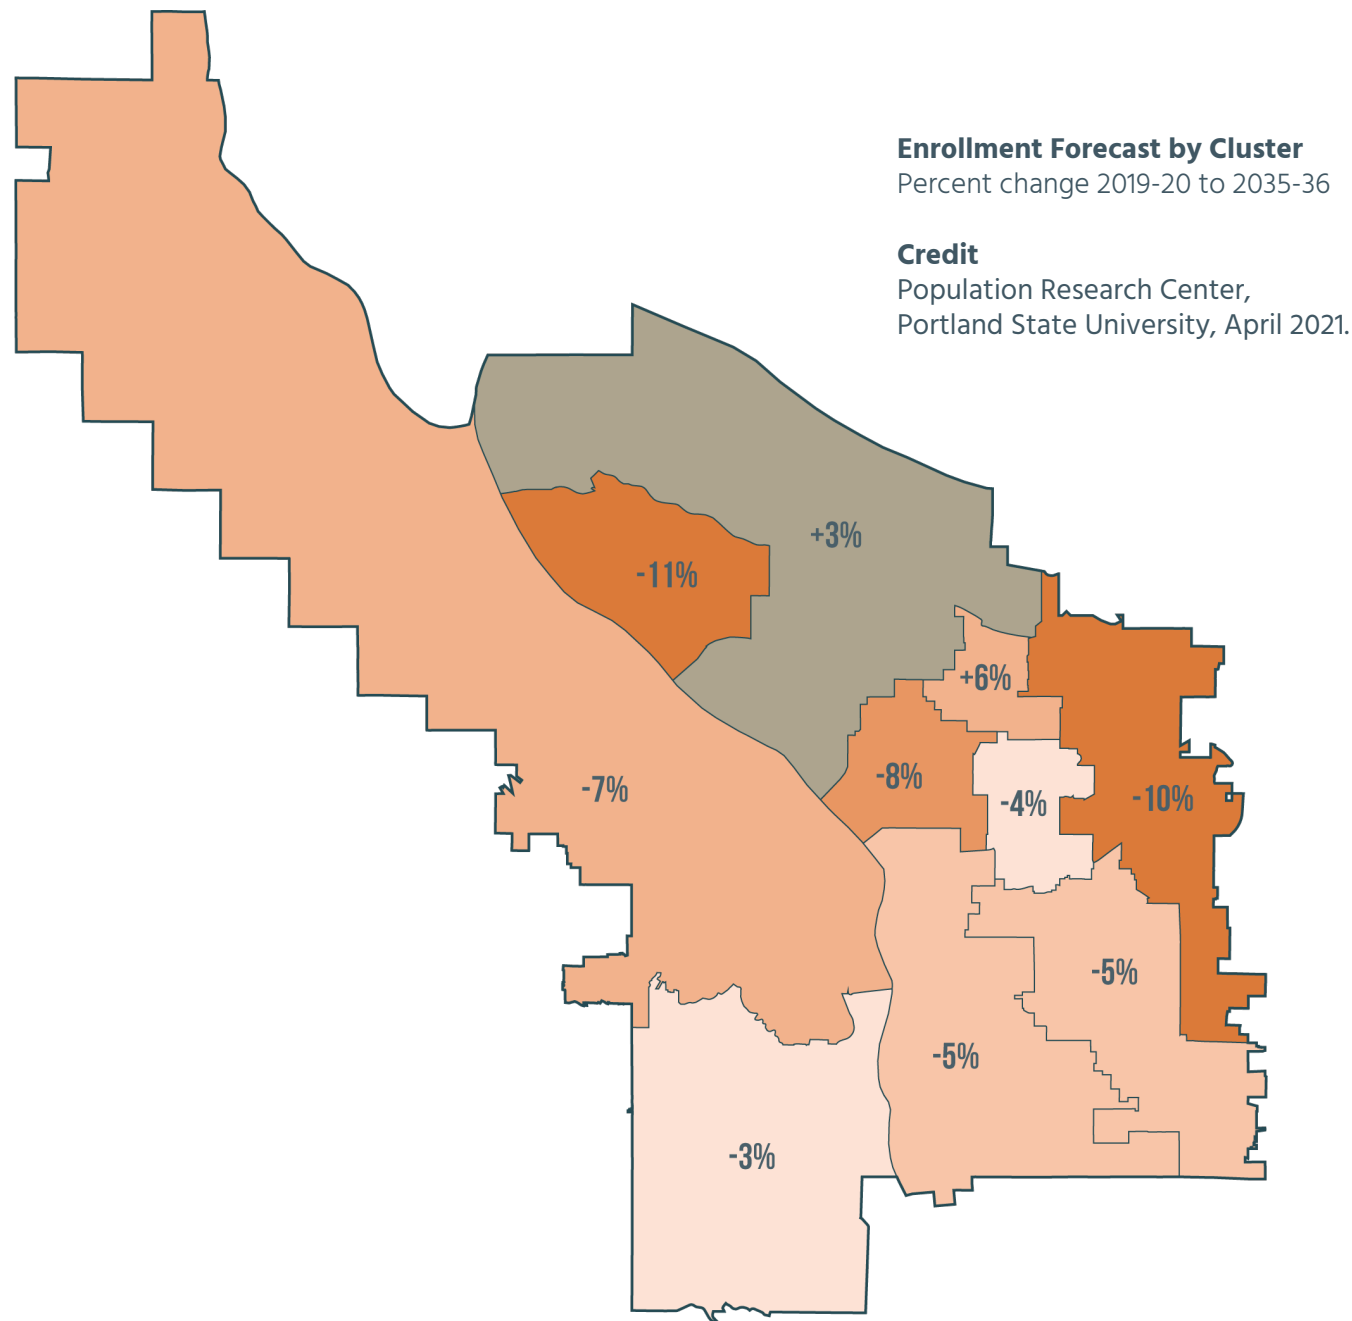 Enrollment Forecast by Cluster
Percent change 2019-20 to 2035-36
Credit
Population Research Center,
Portland State University, April 2021.
+3%
-11%
+6%
-8%
-7%
-4%
-10%
-5%
-5%
-3%